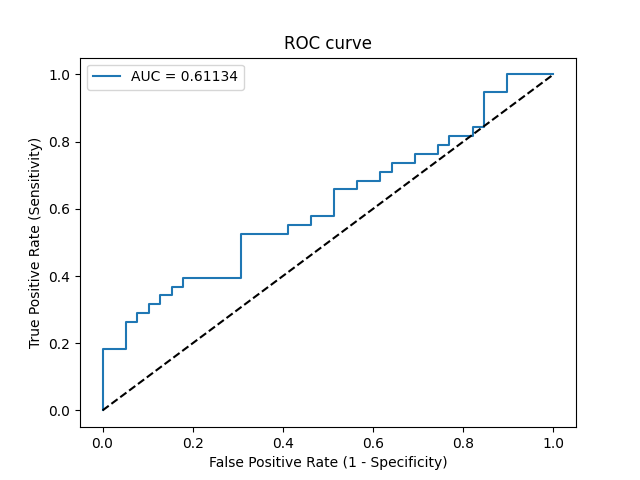 ROC curve
AUC = 0.61134
True Positive Rate (Sensitivity)
1.0
0.8
0.6
0.4
0.2
0.0
0.0 0.2 0.4 0.6 0.8 1.0
False Positive Rate (1 - Specificity)